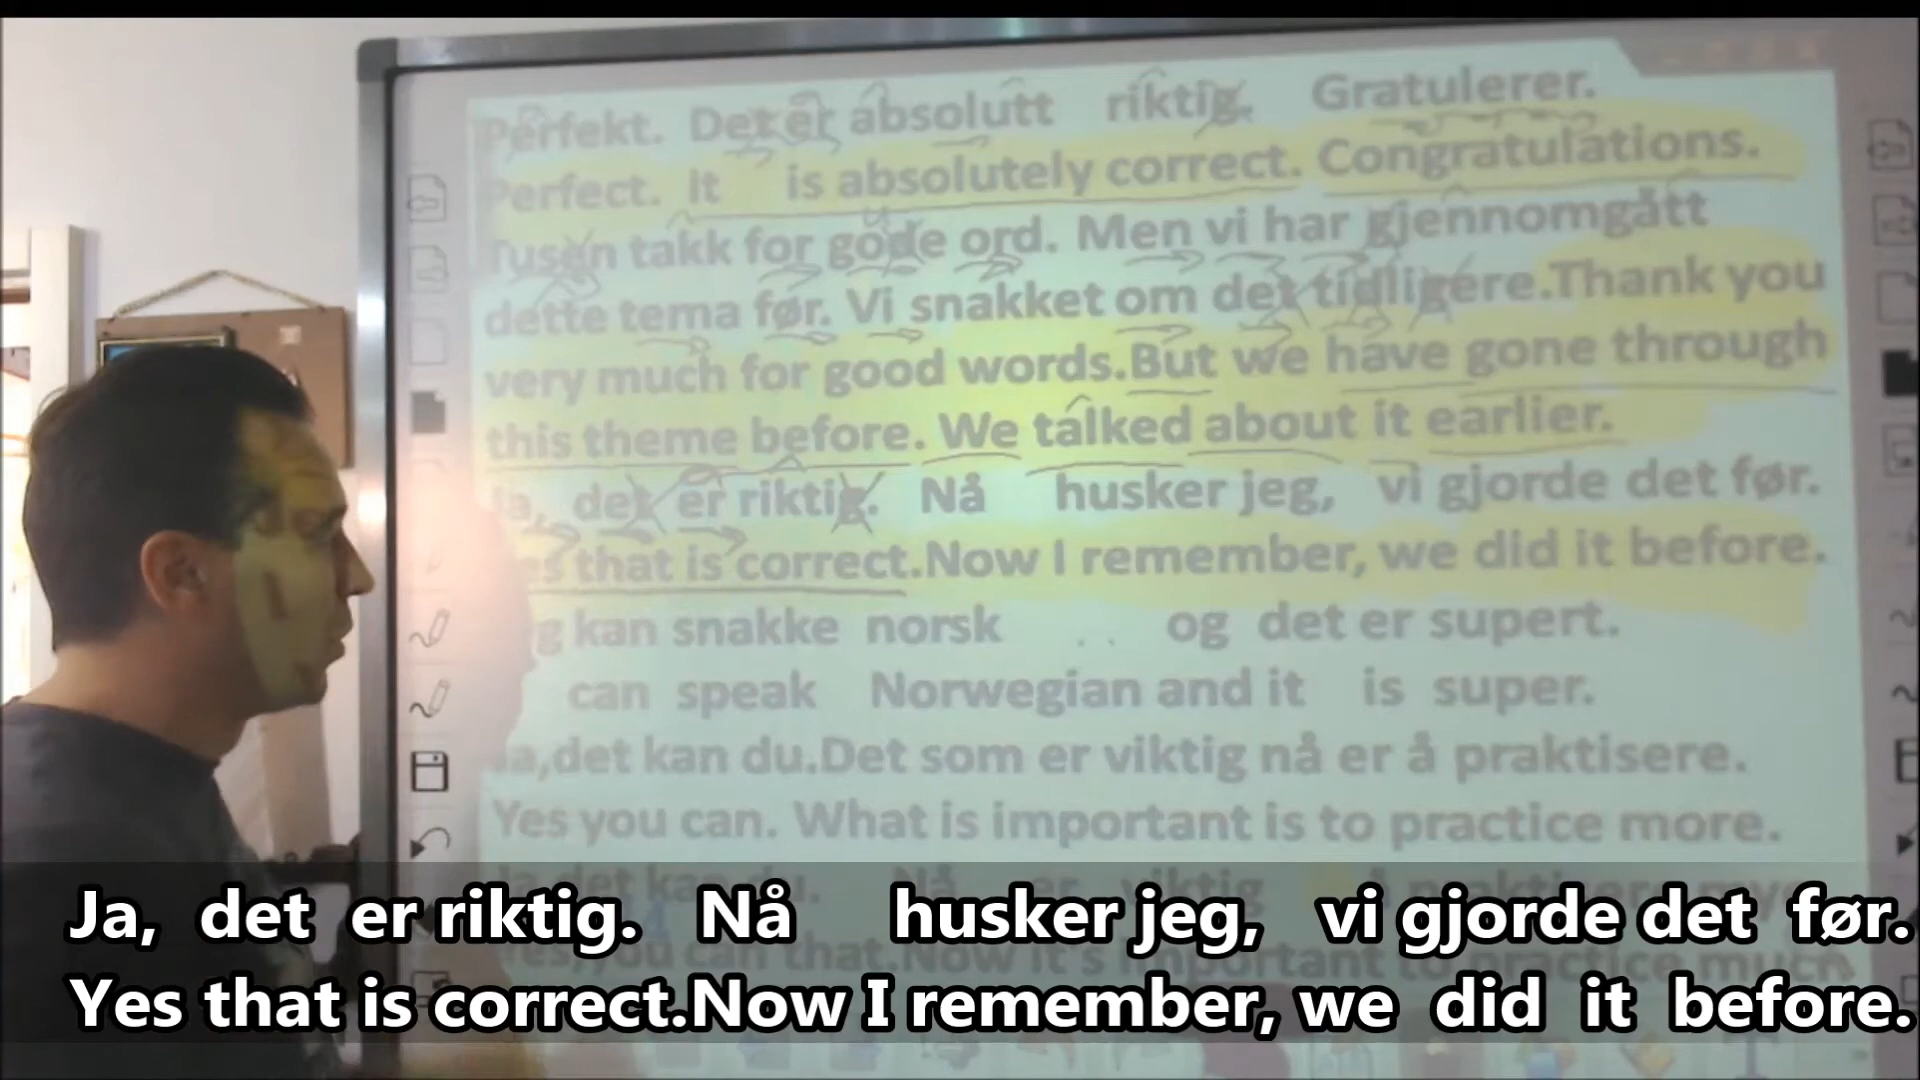 Perfekt. Det er absolutt riktig. Gratulerer.
Perfect. it is absolutely correct. Congratulations.
Tusen takk for gode ord. Men vi har gjennomgått
dette tema før. Vi snakket om det tidligere.Thank you
very much for good words.But we have gone through
this theme before. We talked about it earlier.
Ja, det er riktig. Nå husker jeg, vi gjorde det før.
that is correct.Now I remember, we did it before.
kan snakke norsk og det er supert.
can speak Norwegian and it is super.
Ja,det kan du.Det som er viktig nå er å praktisere.
Yes you can. What is important is to practice more.
Ja, det er riktig. Nå husker jeg, vi gjorde det før.
Yes that is correct.Now I remember, we did it before.